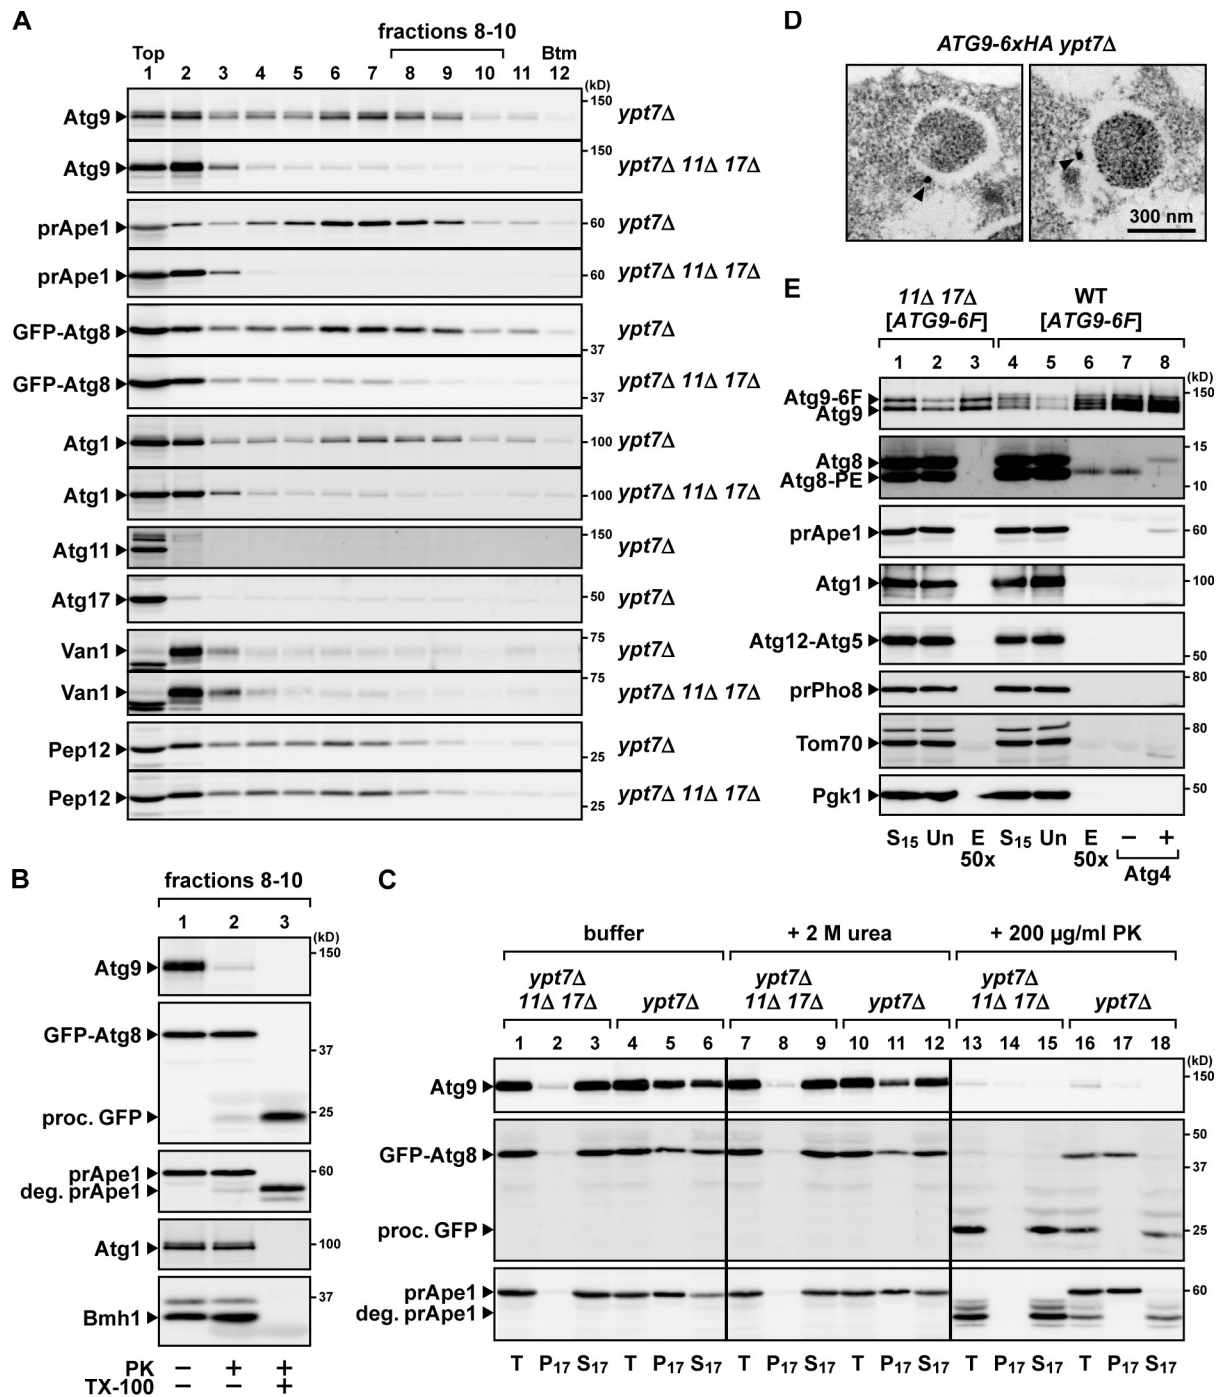 A
fractions 8-10
Top
Btm
1 2 3 4 5 6 7 8 9 10 11 12
(kD)
Atg9
150
ypt7Δ
Atg9
150
ypt7Δ 11Δ 17Δ
prApe1
60
ypt7Δ
prApe1
60
ypt7Δ 11Δ 17Δ
GFP-Atg8
37
ypt7Δ
GFP-Atg8
37
ypt7Δ 11Δ 17Δ
Atg1
100
ypt7Δ
Atg1
100
ypt7Δ 11Δ 17Δ
Atg11
150
ypt7Δ
Atg17
50
ypt7Δ
Van1
75
ypt7Δ
Van1
75
ypt7Δ 11Δ 17Δ
Pep12
25
ypt7Δ
Pep12
25
ypt7Δ 11Δ 17Δ
B
fractions 8-10
1 2 3
(kD)
Atg9
150
GFP-Atg8
37
proc. GFP
25
prApe1
60
deg. prApe1
Atg1
100
Bmh1
37
PK − + +
TX-100 − − +
C
buffer
+ 2 M urea
+ 200 µg/ml PK
ypt7Δ
11Δ 17Δ
ypt7Δ
ypt7Δ
11Δ 17Δ
ypt7Δ
ypt7Δ
11Δ 17Δ
ypt7Δ
1 2 3 4 5 6 7 8 9 10 11 12 13 14 15 16 17 18
(kD)
Atg9
150
GFP-Atg8
50
37
proc. GFP
25
prApe1
60
deg. prApe1
T P17 S17 T P17 S17 T P17 S17 T P17 S17 T P17 S17 T P17 S17
D
ATG9-6xHA ypt7Δ
300 nm
E
11Δ 17Δ
[ATG9-6F]
WT
[ATG9-6F]
1 2 3 4 5 6 7 8
(kD)
Atg9-6F
150
Atg9
Atg8
15
Atg8-PE
10
prApe1
60
Atg1
100
Atg12-Atg5
50
prPho8
80
Tom70
80
60
Pgk1
50
S15 Un E S15 Un E − +
50x 50x Atg4